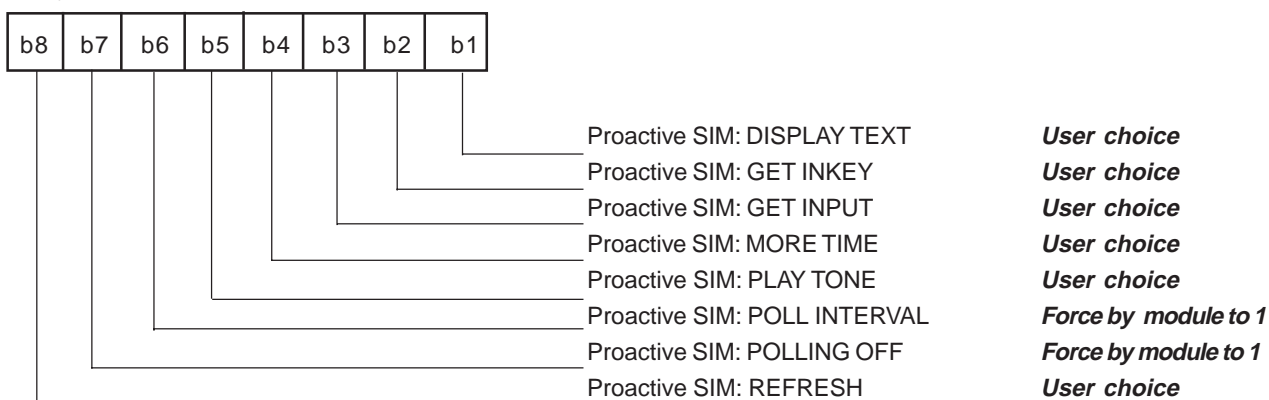 b8 b7 b6 b5 b4 b3 b2 b1
Proactive SIM: DISPLAY TEXT User choice
Proactive SIM: GET INKEY User choice
Proactive SIM: GET INPUT User choice
Proactive SIM: MORE TIME User choice
Proactive SIM: PLAY TONE User choice
Proactive SIM: POLL INTERVAL Force by module to 1
Proactive SIM: POLLING OFF Force by module to 1
Proactive SIM: REFRESH User choice